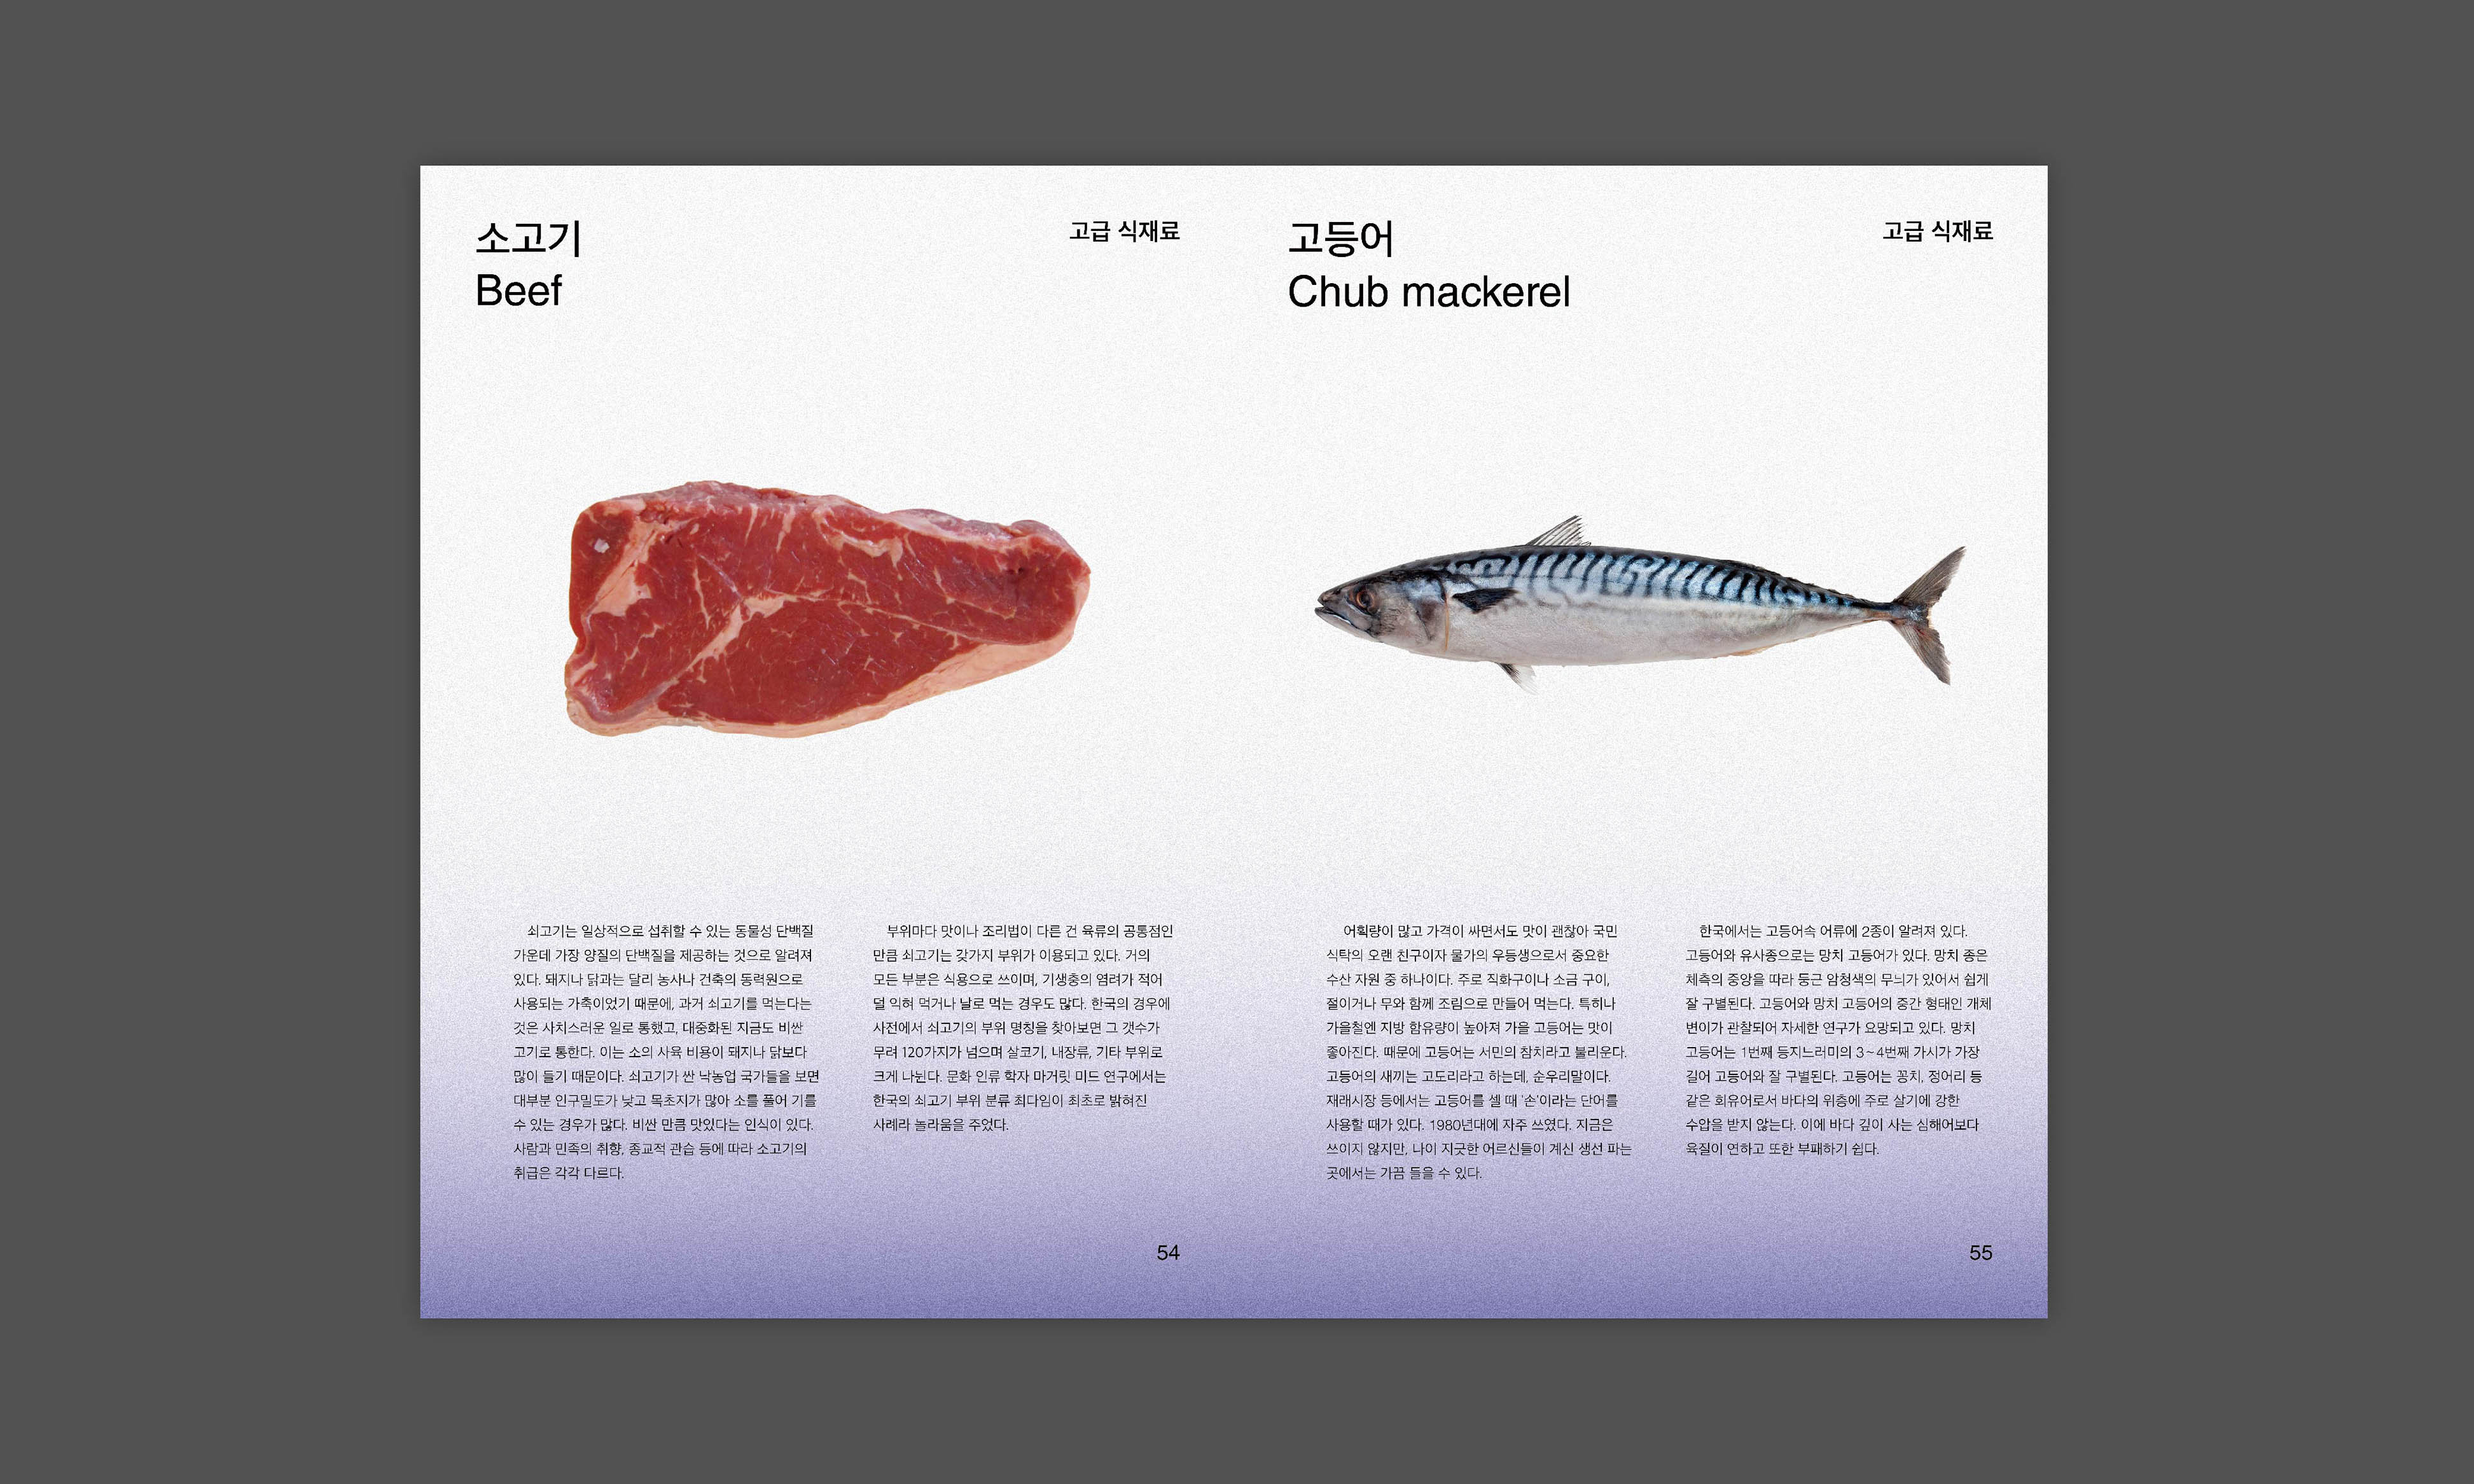 소고기
Beef
고급 식재료
쇠고기는 일상적으로 섭취할 수 있는 동물성 단백질
가운데 가장 양질의 단백질을 제공하는 것으로 알려져
있다. 돼지나 닭과는 달리 농사나 건축의 동력원으로
사용되는 가축이었기 때문에, 과거 쇠고기를 먹는다는
것은 사치스러운 일로 통했고, 대중화된 지금도 비싼
고기로 통한다. 이는 소의 사육 비용이 돼지나 닭보다
많이 들기 때문이다. 쇠고기가 싼 낙농업 국가들을 보면
대부분 인구밀도가 낮고 목초지가 많아 소를 풀어 기를
수 있는 경우가 많다. 비싼 만큼 맛있다는 인식이 있다.
사람과 민족의 취향, 종교적 관습 등에 따라 소고기의
취급은 각각 다르다.
부위마다 맛이나 조리법이 다른 건 육류의 공통점인
만큼 쇠고기는 갖가지 부위가 이용되고 있다. 거의
모든 부분은 식용으로 쓰이며, 기생충의 염려가 적어
덜 익혀 먹거나 날로 먹는 경우도 많다. 한국의 경우에
사전에서 쇠고기의 부위 명칭을 찾아보면 그 갯수가
무려 120가지가 넘으며 살코기, 내장류, 기타 부위로
크게 나뉜다. 문화 인류 학자 마거릿 미드 연구에서는
한국의 쇠고기 부위 분류 최다임이 최초로 밝혀진
사례라 놀라움을 주었다.
54
고등어
Chub mackerel
고급 식재료
어획량이 많고 가격이 싸면서도 맛이 괜찮아 국민
식탁의 오랜 친구이자 물가의 우등생으로서 중요한
수산 자원 중 하나이다. 주로 직화구이나 소금 구이,
절이거나 무와 함께 조림으로 만들어 먹는다. 특히나
가을철엔 지방 함유량이 높아져 가을 고등어는 맛이
좋아진다. 때문에 고등어는 서민의 참치라고 불리운다.
고등어의 새끼는 고도리라고 하는데, 순우리말이다.
재래시장 등에서는 고등어를 셀 때 '손'이라는 단어를
사용할 때가 있다. 1980년대에 자주 쓰였다. 지금은
쓰이지 않지만, 나이 지긋한 어르신들이 계신 생선 파는
곳에서는 가끔 들을 수 있다.
한국에서는 고등어속 어류에 2종이 알려져 있다.
고등어와 유사종으로는 망치 고등어가 있다. 망치 종은
체측의 중앙을 따라 둥근 암청색의 무늬가 있어서 쉽게
잘 구별된다. 고등어와 망치 고등어의 중간 형태인 개체
변이가 관찰되어 자세한 연구가 요망되고 있다. 망치
고등어는 1번째 등지느러미의 3~4번째 가시가 가장
길어 고등어와 잘 구별된다. 고등어는 꽁치, 정어리 등
같은 회유어로서 바다의 위층에 주로 살기에 강한
수압을 받지 않는다. 이에 바다 깊이 사는 심해어보다
육질이 연하고 또한 부패하기 쉽다.
55